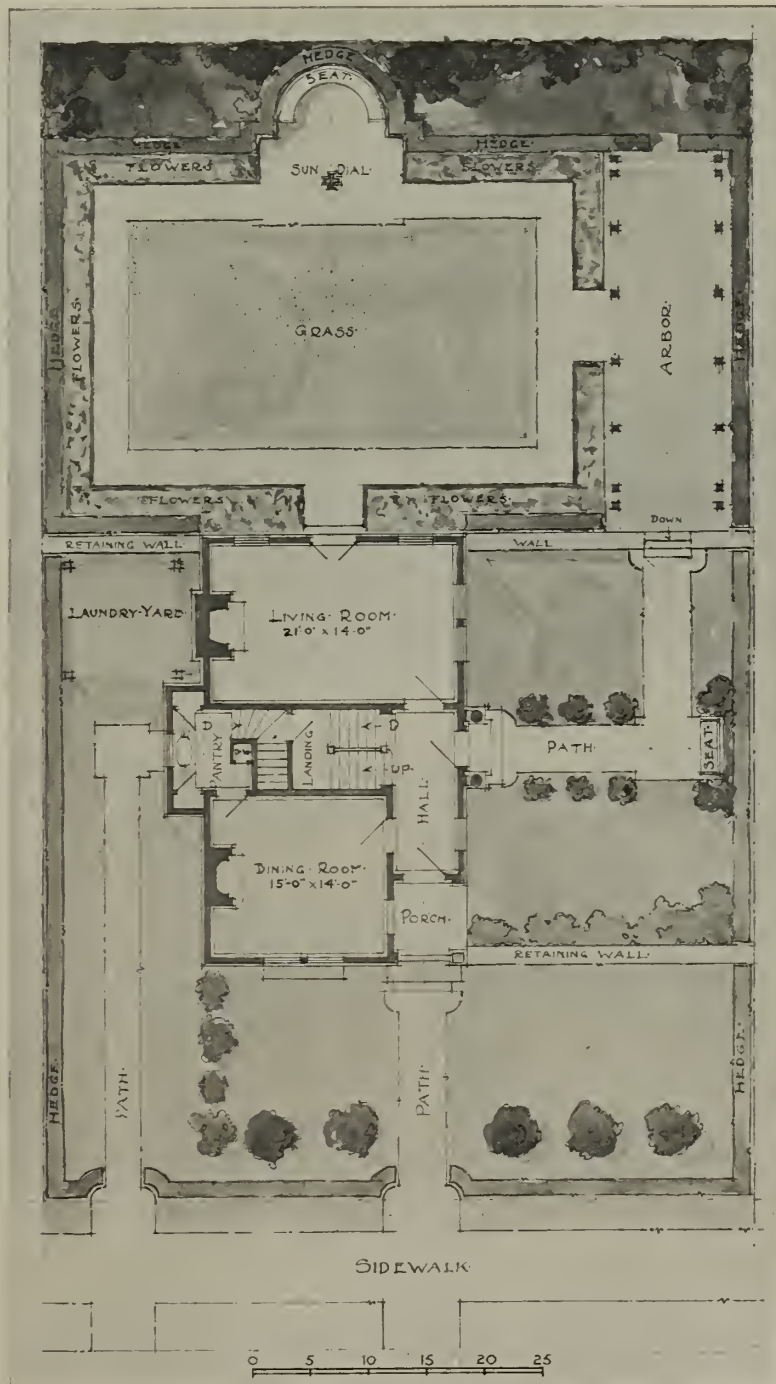 HEDGE
SEAT.
HEDGE
HEDGE.
FLOWERS
SUN DIAL.
FLOWERS.
HEDGE
FLOWERS.
GRASS.
ARBOR.
HEDGE.
FLOWERS
FLOWERS.
DOWN
RETAINING WALL.
WALL
LAUNDRY-YARD.
LIVING ROOM.
21'-0" x 14'-0"
D
D
PANTRY
LANDING
UP.
HALL
PATH.
SEAT.
DINING ROOM.
15'-0" x 14'-0"
PORCH.
RETAINING WALL.
HEDGE.
PATH.
PATH.
HEDGE.
SIDEWALK.
0 5 10 15 20 25